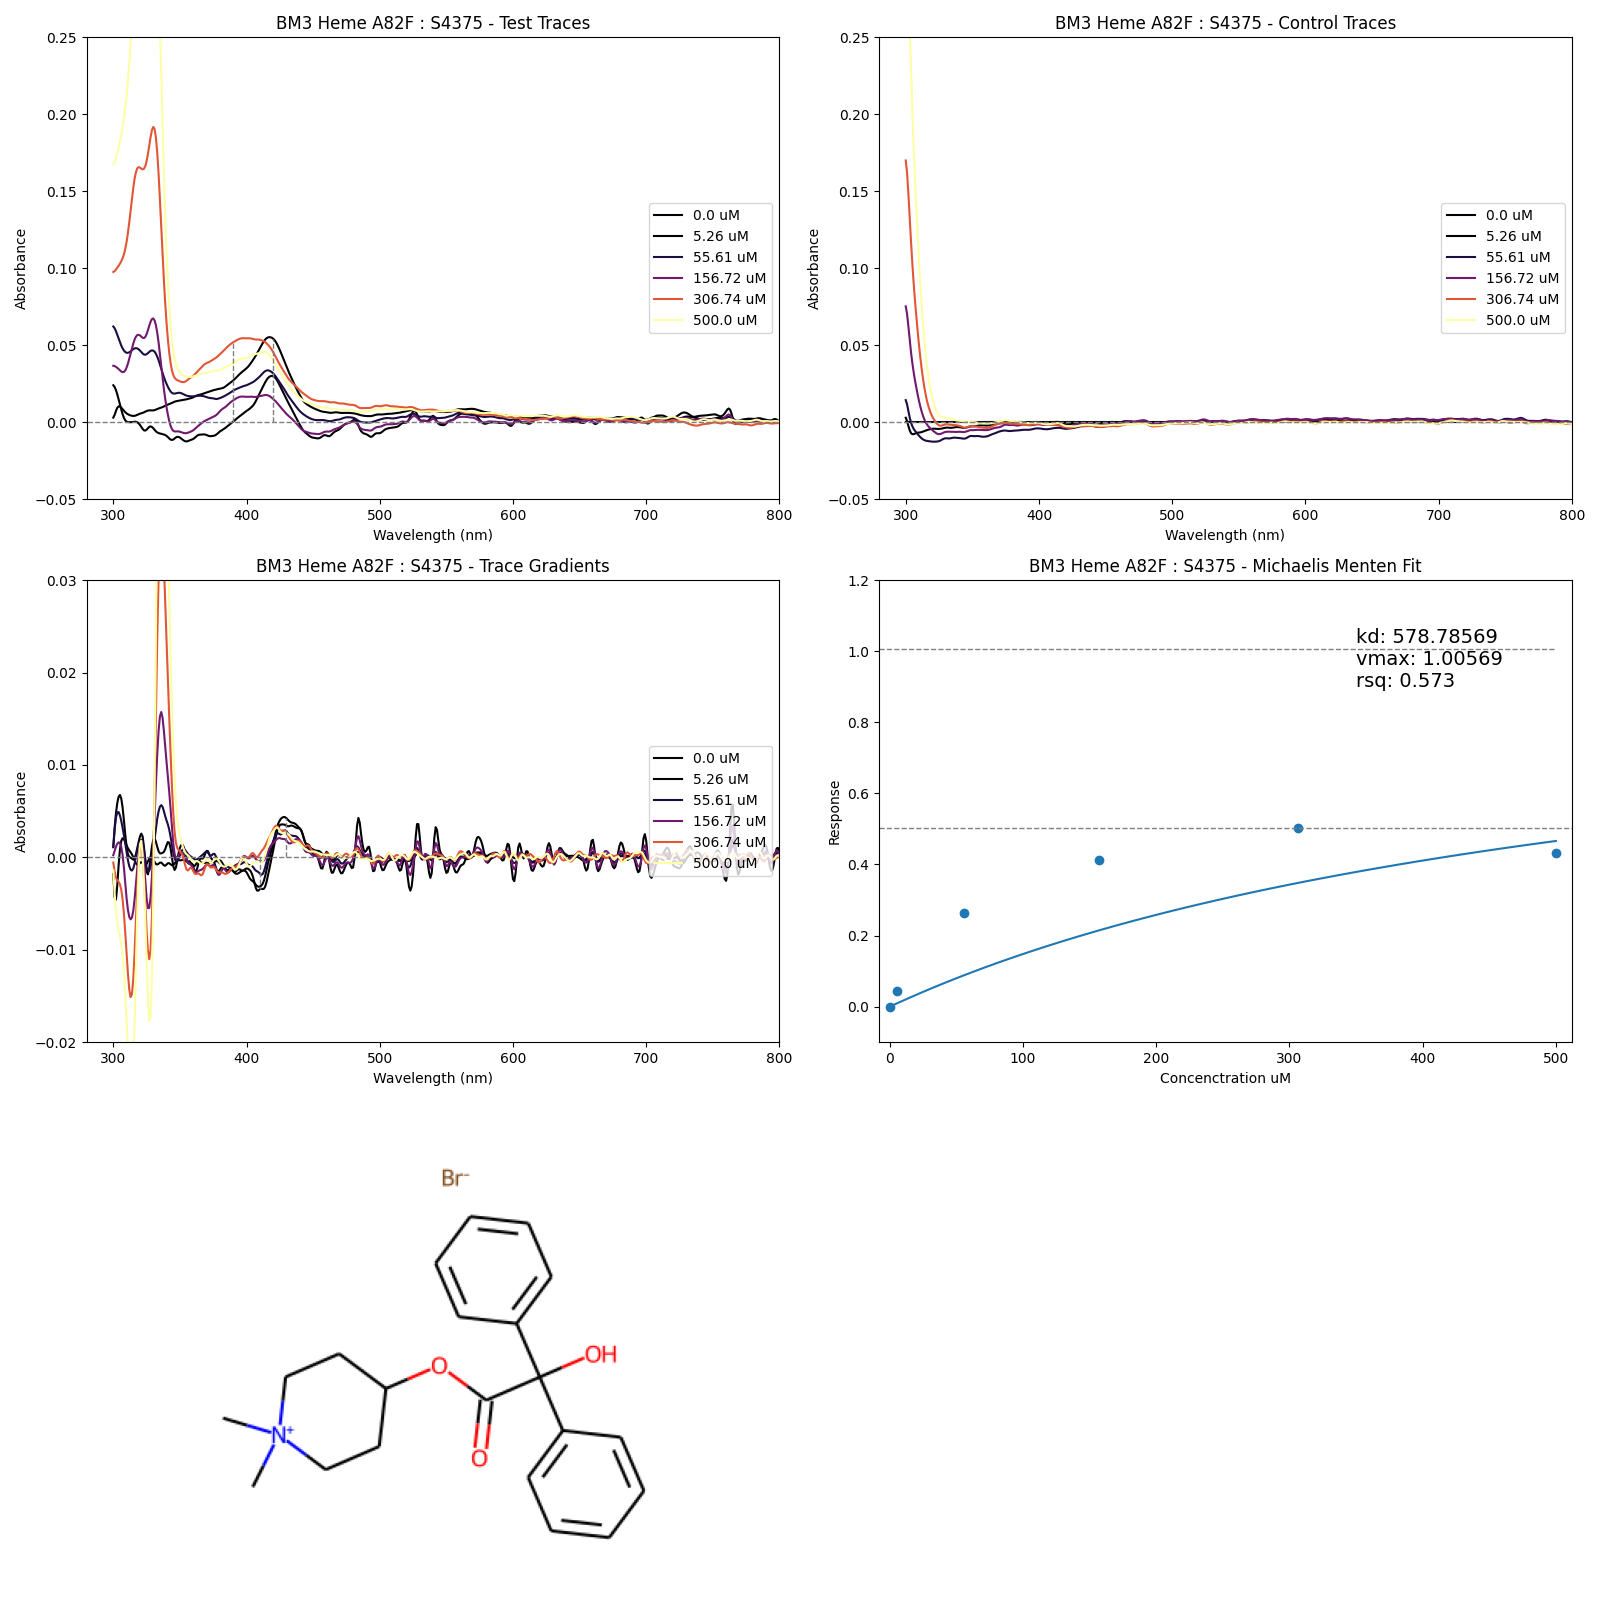 BM3 Heme A82F : S4375 - Test Traces
0.25
0.20
0.15
0.10
0.05
0.00
−0.05
Absorbance
300 400 500 600 700 800
Wavelength (nm)
0.0 uM
5.26 uM
55.61 uM
156.72 uM
306.74 uM
500.0 uM
BM3 Heme A82F : S4375 - Control Traces
0.25
0.20
0.15
0.10
0.05
0.00
−0.05
Absorbance
300 400 500 600 700 800
Wavelength (nm)
0.0 uM
5.26 uM
55.61 uM
156.72 uM
306.74 uM
500.0 uM
BM3 Heme A82F : S4375 - Trace Gradients
0.03
0.02
0.01
0.00
−0.01
−0.02
Absorbance
300 400 500 600 700 800
Wavelength (nm)
0.0 uM
5.26 uM
55.61 uM
156.72 uM
306.74 uM
500.0 uM
BM3 Heme A82F : S4375 - Michaelis Menten Fit
1.2
1.0
0.8
0.6
0.4
0.2
0.0
Response
kd: 578.78569
vmax: 1.00569
rsq: 0.573
0 100 200 300 400 500
Concenctration uM
Br⁻
OH
O
N⁺
O